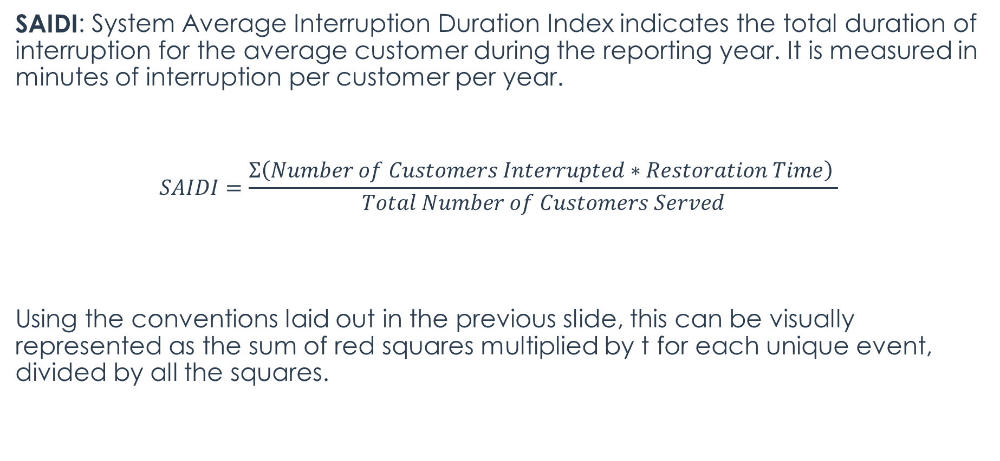 SAIDI: System Average Interruption Duration Index indicates the total duration of
interruption for the average customer during the reporting year. It is measured in
minutes of interruption per customer per year.
SAIDI = Σ(Number of Customers Interrupted * Restoration Time)
Total Number of Customers Served
Using the conventions laid out in the previous slide, this can be visually
represented as the sum of red squares multiplied by t for each unique event,
divided by all the squares.